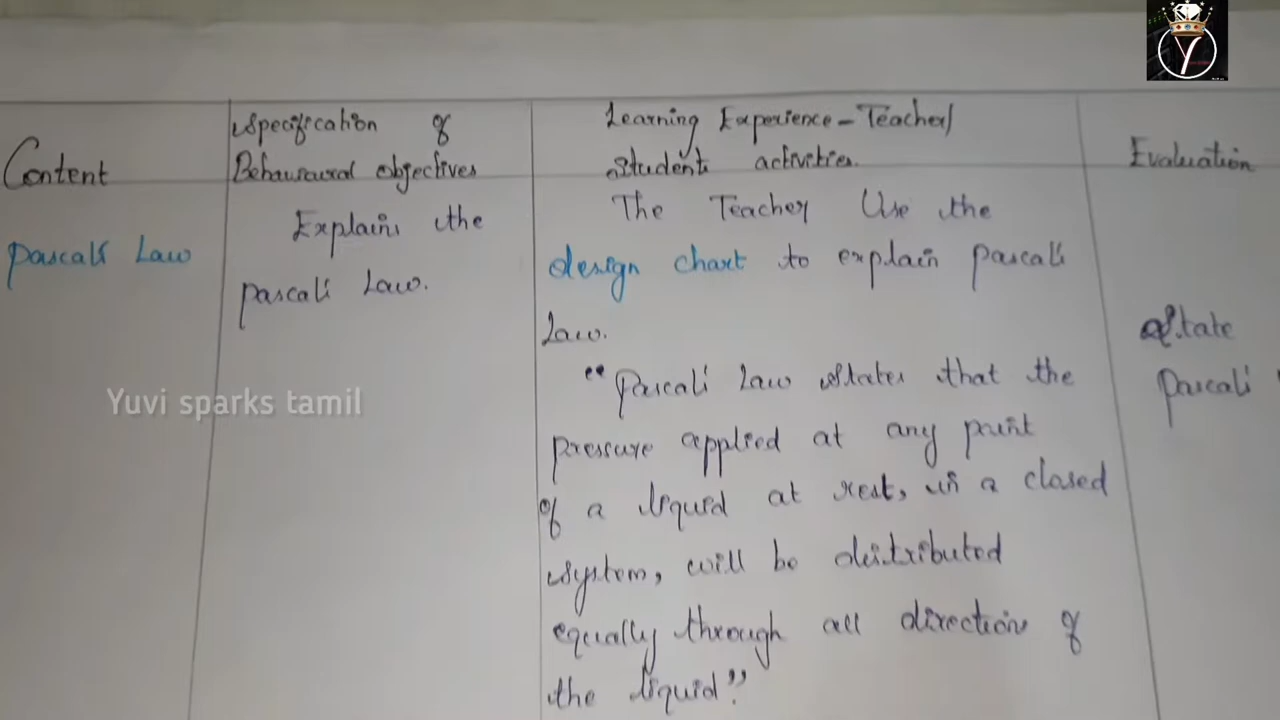 Content
Specification of
Behavioural objectives
Learning Experience - Teacher/
Students activities.
Evaluation
Pascal's Law
Explains the
pascal's Law.
The Teacher Use the
design chart to explain pascal's
Law.
"Pascal's Law states that the
pressure applied at any point
of a liquid at rest, in a closed
system, will be distributed
equally through all direction of
the liquid."
State
Pascal's
Yuvi sparks tamil
Y